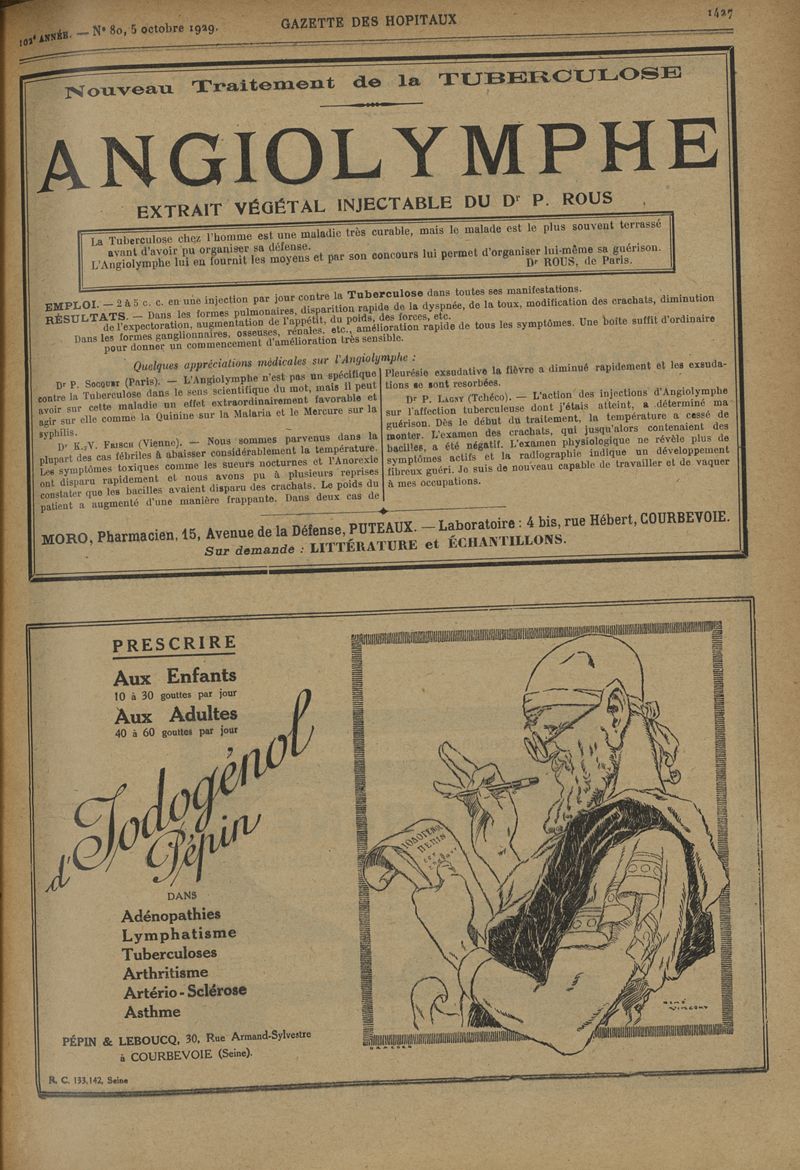 102e ANNÉE. — N° 80, 5 octobre 1929.
GAZETTE DES HOPITAUX
1427
Nouveau Traitement de la TUBERCULOSE
ANGIOLYMPHE
EXTRAIT VÉGÉTAL INJECTABLE DU Dr P. ROUS
La Tuberculose chez l'homme est une maladie très curable, mais le malade est le plus souvent terrassé
avant d'avoir pu organiser sa défense.
L'Angiolymphe lui en fournit les moyens et par son concours lui permet d'organiser lui-même sa guérison.
Dr ROUS, de Paris.
EMPLOI. — 2 à 5 c. c. en une injection par jour contre la Tuberculose dans toutes ses manifestations.
RÉSULTATS. — Dans les formes pulmonaires, disparition rapide de la dyspnée, de la toux, modification des crachats, diminution
de l'expectoration, augmentation de l'appétit, du poids, des forces, etc.
Dans les formes ganglionnaires, osseuses, rénales, etc., amélioration rapide de tous les symptômes. Une boîte suffit d'ordinaire
pour donner un commencement d'amélioration très sensible.
Quelques appréciations médicales sur l'Angiolymphe :
Dr P. Socquet (Paris). — L'Angiolymphe n'est pas un spécifique
contre la Tuberculose dans le sens scientifique du mot, mais il peut
avoir sur cette maladie un effet extraordinairement favorable et
agir sur elle comme la Quinine sur la Malaria et le Mercure sur la
syphilis.
Dr K.-V. Frisch (Vienne). — Nous sommes parvenus dans la
plupart des cas fébriles à abaisser considérablement la température.
Les symptômes toxiques comme les sueurs nocturnes et l'Anorexie
ont disparu rapidement et nous avons pu à plusieurs reprises
constater que les bacilles avaient disparu des crachats. Le poids du
patient a augmenté d'une manière frappante. Dans deux cas de
Pleurésie exsudative la fièvre a diminué rapidement et les exsuda-
tions se sont resorbées.
Dr P. Lagny (Tchéco). — L'action des injections d'Angiolymphe
sur l'affection tuberculeuse dont j'étais atteint, a déterminé ma
guérison. Dès le début du traitement, la température a cessé de
monter. L'examen des crachats, qui jusqu'alors contenaient des
bacilles, a été négatif. L'examen physiologique ne révèle plus de
symptômes actifs et la radiographie indique un développement
fibreux guéri. Je suis de nouveau capable de travailler et de vaquer
à mes occupations.
MORO, Pharmacien, 15, Avenue de la Défense, PUTEAUX. — Laboratoire : 4 bis, rue Hébert, COURBEVOIE.
Sur demande : LITTÉRATURE et ÉCHANTILLONS.
PRESCRIRE
Aux Enfants
10 à 30 gouttes par jour
Aux Adultes
40 à 60 gouttes par jour
d'Iodogénol
Pépin
DANS
Adénopathies
Lymphatisme
Tuberculoses
Arthritisme
Artério-Sclérose
Asthme
PÉPIN & LEBOUCQ, 30, Rue Armand-Sylvestre
à COURBEVOIE (Seine).
R. C. 133.142, Seine
IODOGÉNOL
PÉPIN
RENÉ
VINCENT